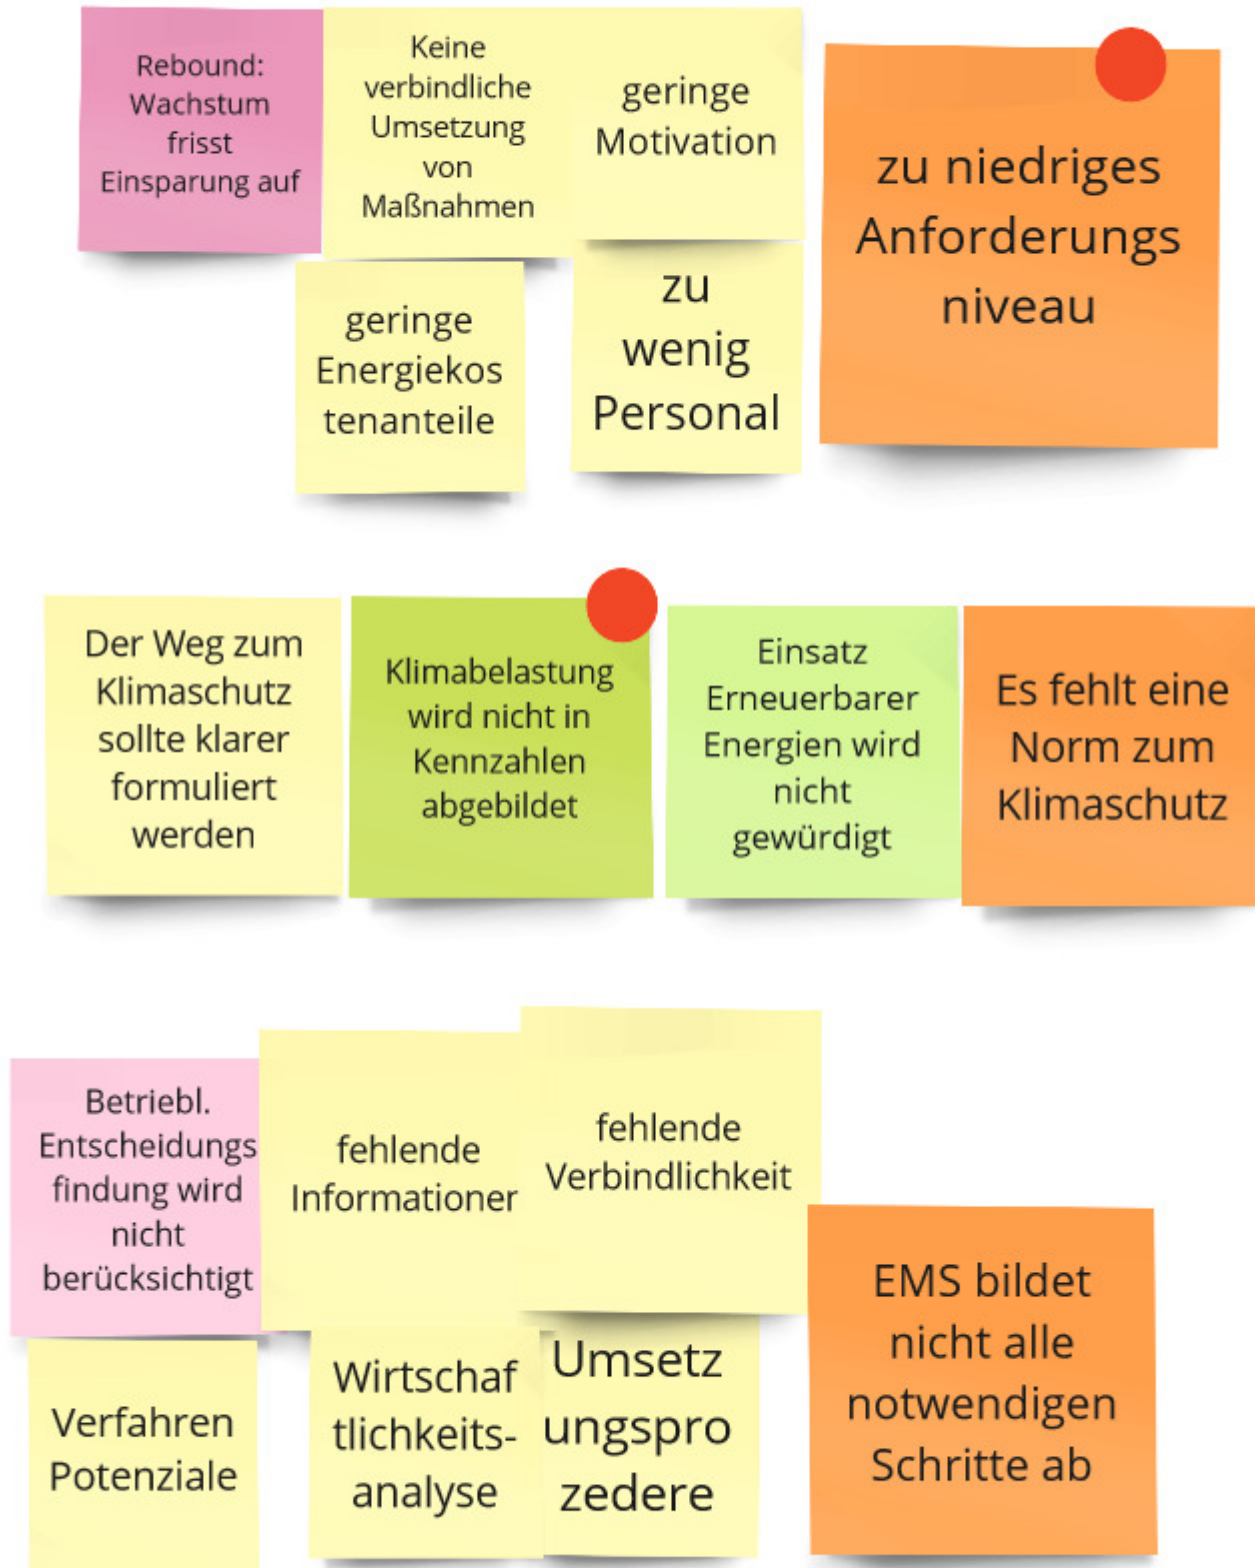 Rebound:
Wachstum
frisst
Einsparung auf
Keine
verbindliche
Umsetzung
von
Maßnahmen
geringe
Motivation
zu niedriges
Anforderungs
niveau
geringe
Energiekos
tenanteile
zu
wenig
Personal
Der Weg zum
Klimaschutz
sollte klarer
formuliert
werden
Klimabelastung
wird nicht in
Kennzahlen
abgebildet
Einsatz
Erneuerbarer
Energien wird
nicht
gewürdigt
Es fehlt eine
Norm zum
Klimaschutz
Betriebl.
Entscheidungs
findung wird
nicht
berücksichtigt
fehlende
Informationer
fehlende
Verbindlichkeit
Verfahren
Potenziale
Wirtschaf
tlichkeits-
analyse
Umsetz
ungspro
zedere
EMS bildet
nicht alle
notwendigen
Schritte ab